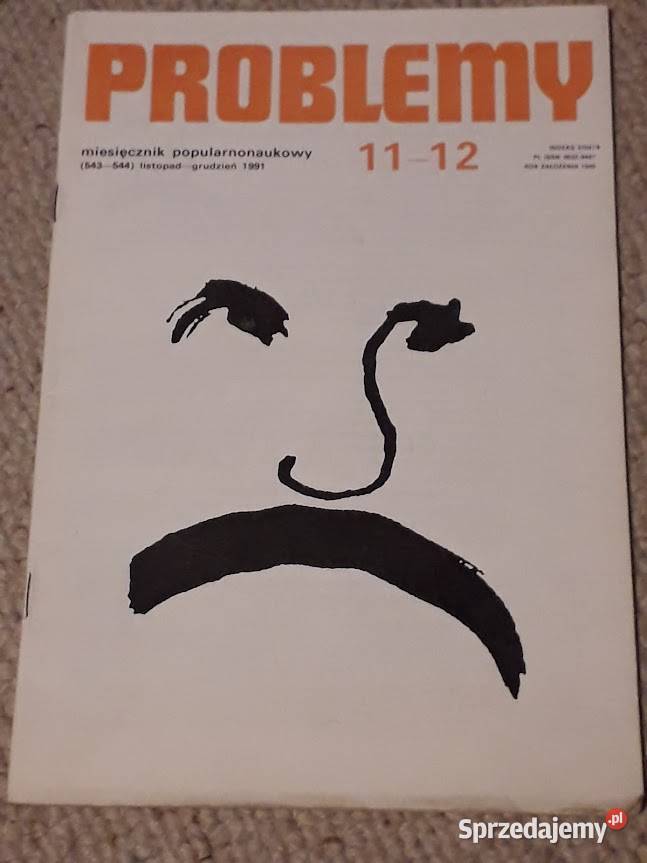 PROBLEMY
miesięcznik popularnonaukowy
11-12
(543-544) listopad-grudzień 1991
Sprzedajemy.pl